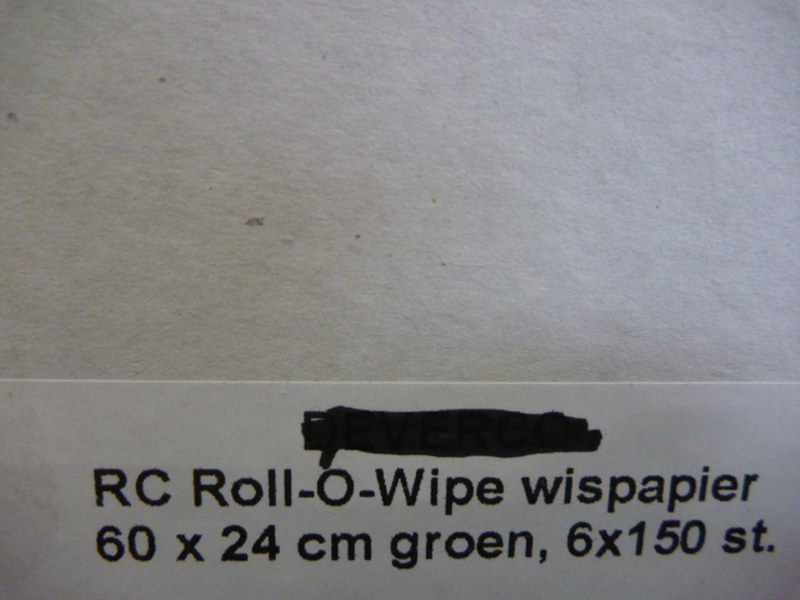 RC Roll-O-Wipe wispapier
60 x 24 cm groen, 6x150 st.